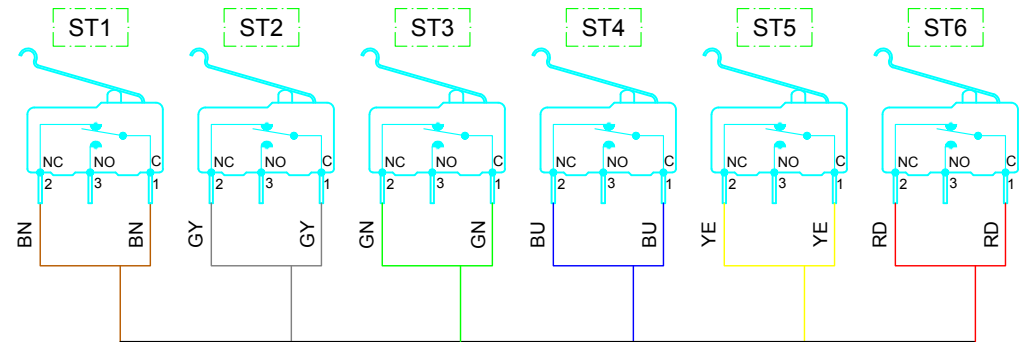 ST1 ST2 ST3 ST4 ST5 ST6
NC NO C NC NO C NC NO C NC NO C NC NO C NC NO C
2 3 1 2 3 1 2 3 1 2 3 1 2 3 1 2 3 1
BN BN GY GY GN GN BU BU YE YE RD RD